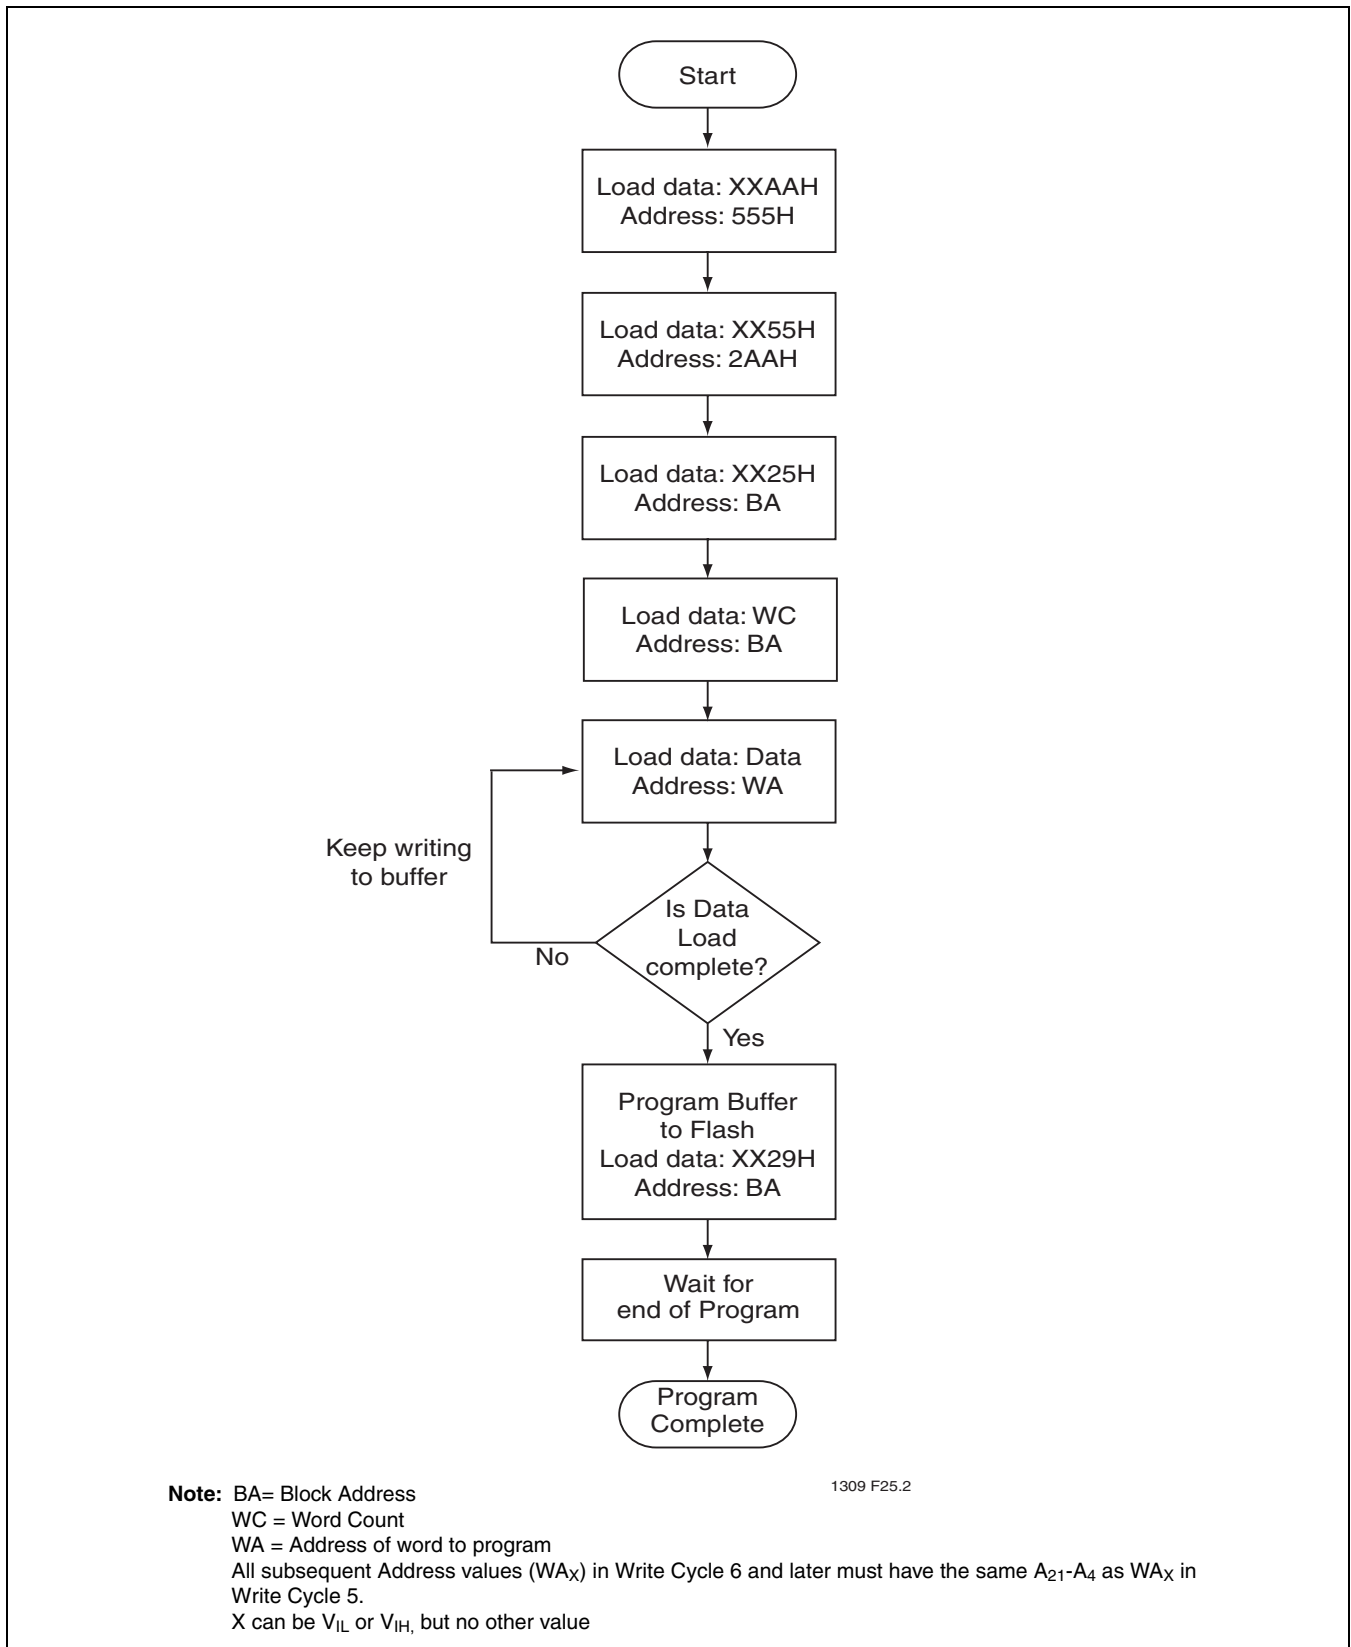 Start
Load data: XXAAH
Address: 555H
Load data: XX55H
Address: 2AAH
Load data: XX25H
Address: BA
Load data: WC
Address: BA
Load data: Data
Address: WA
Keep writing
to buffer
Is Data
Load
complete?
No
Yes
Program Buffer
to Flash
Load data: XX29H
Address: BA
Wait for
end of Program
Program
Complete
1309 F25.2
Note: BA= Block Address
WC = Word Count
WA = Address of word to program
All subsequent Address values (WAX) in Write Cycle 6 and later must have the same A21-A4 as WAX in
Write Cycle 5.
X can be VIL or VIH, but no other value